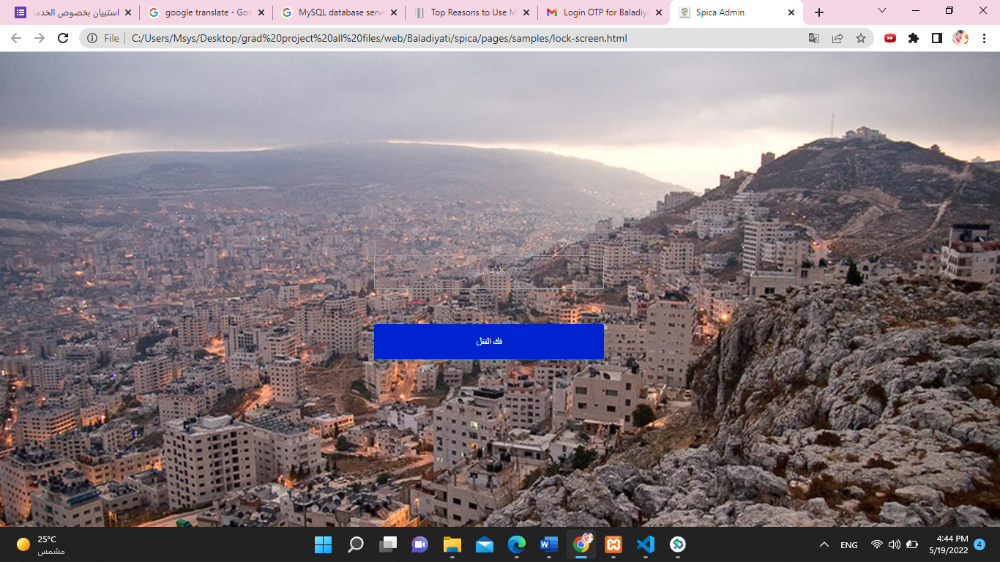 استبيان بخصوص الخدما
google translate - Goo
MySQL database serve
Top Reasons to Use M
Login OTP for Baladiya
Spica Admin
File
C:/Users/Msys/Desktop/grad%20project%20all%20files/web/Baladiyati/spica/pages/samples/lock-screen.html
كلمة السر
فك القفل
25°C
مشمس
ENG
4:44 PM
5/19/2022
4